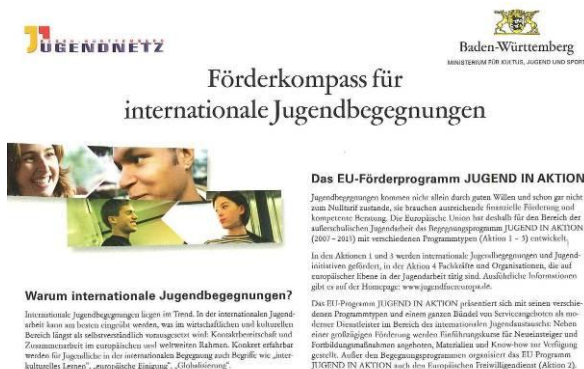 BADEN-WÜRTTEMBERG
JUGENDNETZ
Baden-Württemberg
MINISTERIUM FÜR KULTUS, JUGEND UND SPORT
Förderkompass für
internationale Jugendbegegnungen
Das EU-Förderprogramm JUGEND IN AKTION
Jugendbegegnungen kommen nicht allein durch guten Willen und schon gar nicht
zum Nulltarif zustande, sie brauchen ausreichende finanzielle Förderung und
kompetente Beratung. Die Europäische Union hat deshalb für den Bereich der
außerschulischen Jugendarbeit das Begegnungsprogramm JUGEND IN AKTION
(2007 – 2013) mit verschiedenen Programmtypen (Aktion 1 – 5) entwickelt.
In den Aktionen 1 und 3 werden internationale Jugendbegegnungen und Jugend-
initiativen gefördert, in der Aktion 4 Fachkräfte und Organisationen, die auf
europäischer Ebene in der Jugendarbeit tätig sind. Ausführliche Informationen
gibt es auf der Homepage: www.jugendfuereuropa.de.
Das EU-Programm JUGEND IN AKTION präsentiert sich mit seinen verschie-
denen Programmtypen und einem ganzen Bündel von Serviceangeboten als mo-
derner Dienstleister im Bereich des internationalen Jugendaustauschs: Neben
einer großzügigen Förderung werden Einführungskurse für Neueinsteiger und
Fortbildungsmaßnahmen angeboten, Materialien und Know-how zur Verfügung
gestellt. Außer den Begegnungsprogrammen organisiert das EU Programm
JUGEND IN AKTION auch den Europäischen Freiwilligendienst (Aktion 2).
Warum internationale Jugendbegegnungen?
Internationale Jugendbegegnungen liegen im Trend. In der internationalen Jugend-
arbeit kann am besten eingeübt werden, was im wirtschaftlichen und kulturellen
Bereich längst als selbstverständlich vorausgesetzt wird: Kontaktbereitschaft und
Zusammenarbeit im europäischen und weltweiten Rahmen. Konkret erfahrbar
werden für Jugendliche in der internationalen Begegnung auch Begriffe wie „inter-
kulturelles Lernen", „europäische Einigung", „Globalisierung".